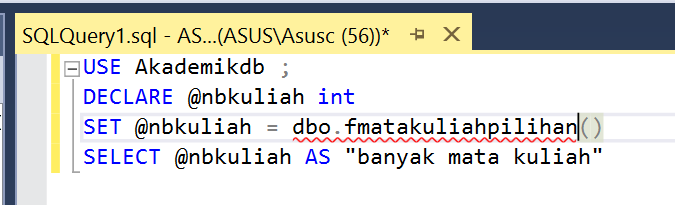 SQLQuery1.sql - AS...(ASUS\Asusc (56))*
USE Akademikdb ;
DECLARE @nbkuliah int
SET @nbkuliah = dbo.fmatakuliahpilihan()
SELECT @nbkuliah AS "banyak mata kuliah"